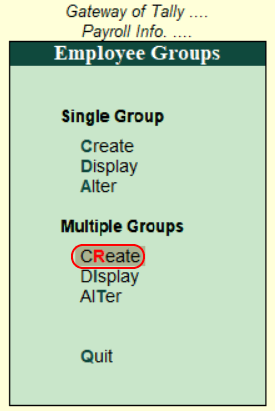 Gateway of Tally ....
Payroll Info. ....
Employee Groups
Single Group
Create
Display
Alter
Multiple Groups
CReate
DIsplay
AlTer
Quit